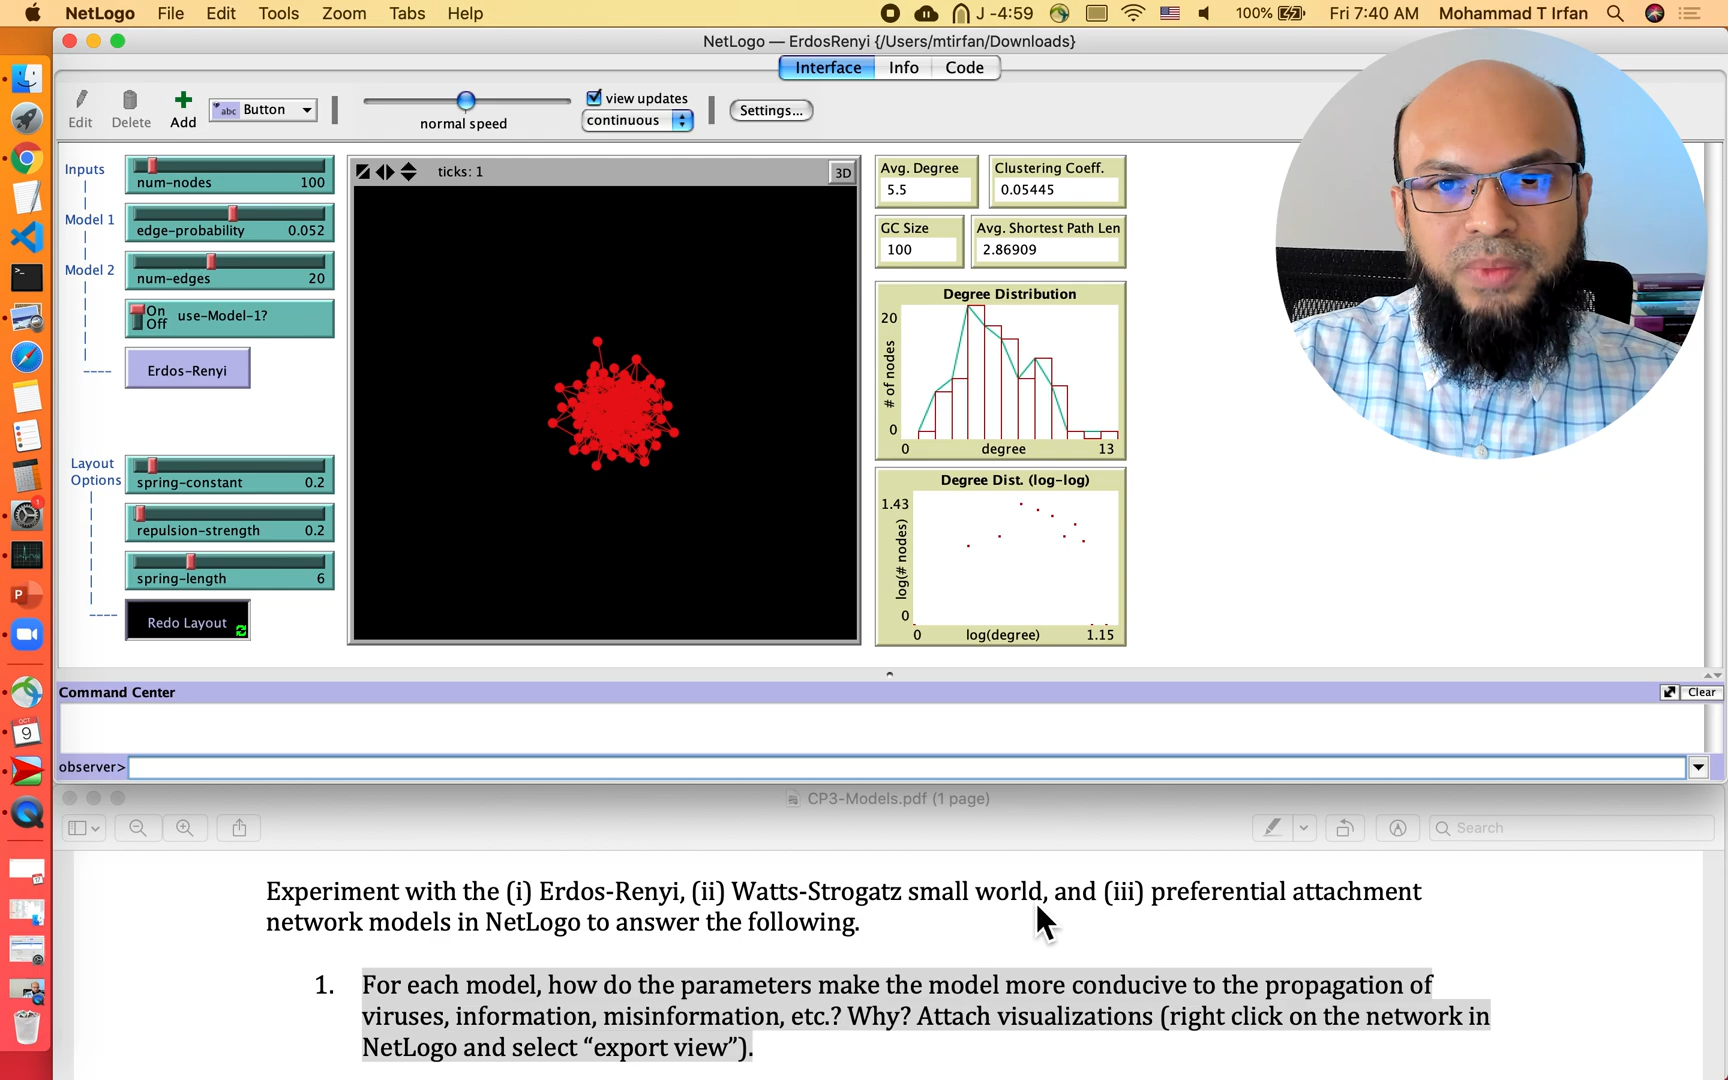 NetLogo File Edit Tools Zoom Tabs Help J -4:59 100% Fri 7:40 AM Mohammad T Irfan
NetLogo — ErdosRenyi {/Users/mtirfan/Downloads}
Interface Info Code
Edit Delete Add abc Button normal speed view updates continuous Settings...
Inputs
num-nodes 100
Model 1
edge-probability 0.052
Model 2
num-edges 20
On
Off
use-Model-1?
Erdos-Renyi
Layout
Options
spring-constant 0.2
repulsion-strength 0.2
spring-length 6
Redo Layout
ticks: 1 3D
Avg. Degree
5.5
Clustering Coeff.
0.05445
GC Size
100
Avg. Shortest Path Len
2.86909
Degree Distribution
20
# of nodes
0
0 degree 13
Degree Dist. (log-log)
1.43
log(# nodes)
0
0 log(degree) 1.15
Command Center Clear
observer>
OCT
9
1
P
CP3-Models.pdf (1 page)
Search
Experiment with the (i) Erdos-Renyi, (ii) Watts-Strogatz small world, and (iii) preferential attachment
network models in NetLogo to answer the following.
1. For each model, how do the parameters make the model more conducive to the propagation of
viruses, information, misinformation, etc.? Why? Attach visualizations (right click on the network in
NetLogo and select “export view”).